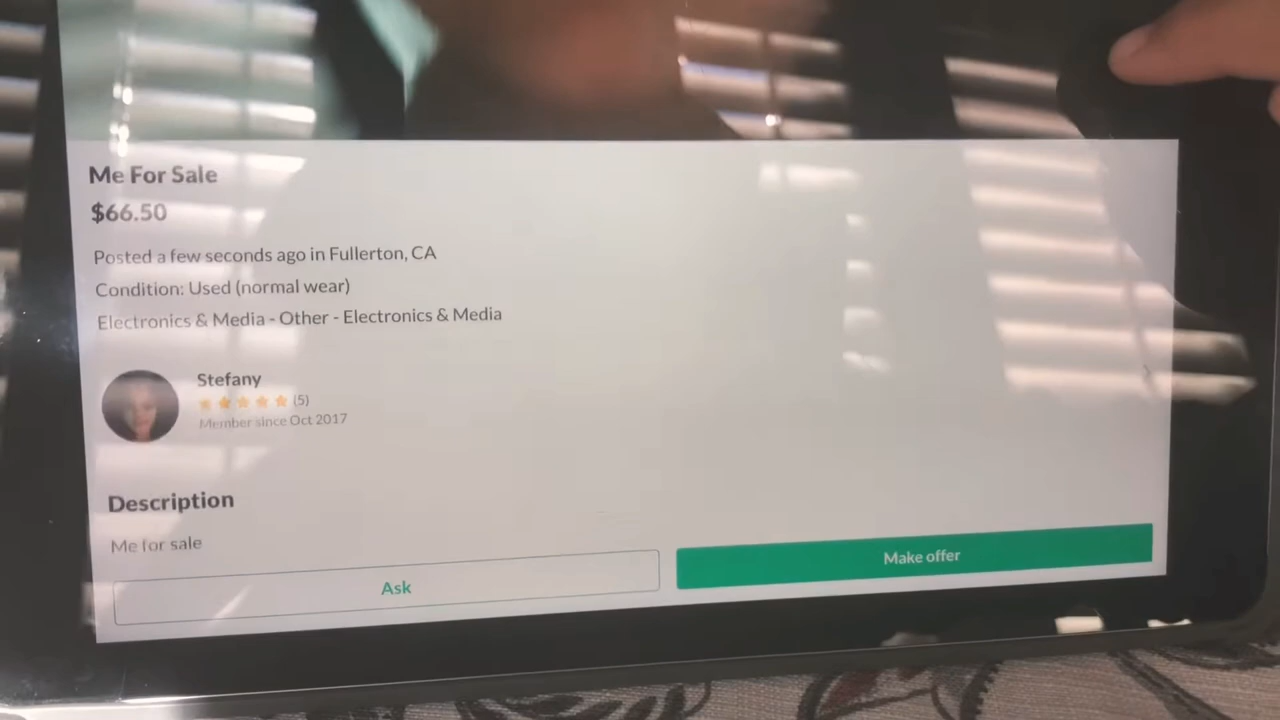 Me For Sale
$66.50
Posted a few seconds ago in Fullerton, CA
Condition: Used (normal wear)
Electronics & Media - Other - Electronics & Media
Stefany
(5)
Member since Oct 2017
Description
Me for sale
Ask
Make offer